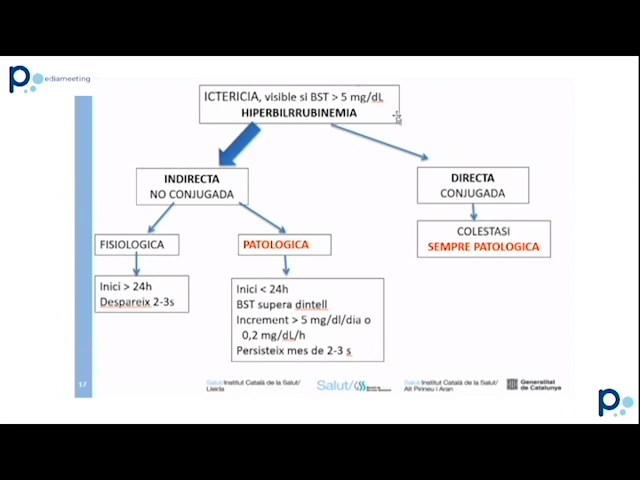 pediameeting
ICTERICIA, visible si BST > 5 mg/dL
HIPERBILRRUBINEMIA
INDIRECTA
NO CONJUGADA
DIRECTA
CONJUGADA
FISIOLOGICA
PATOLOGICA
COLESTASI
SEMPRE PATOLOGICA
Inici > 24h
Despareix 2-3s
Inici < 24h
BST supera dintell
Increment > 5 mg/dl/dia o
0,2 mg/dL/h
Persisteix mes de 2-3 s
17
Salut/Institut Català de la Salut/
Lleida
Salut/
Salut/Institut Català de la Salut/
Alt Pirineu i Aran
Generalitat
de Catalunya
p